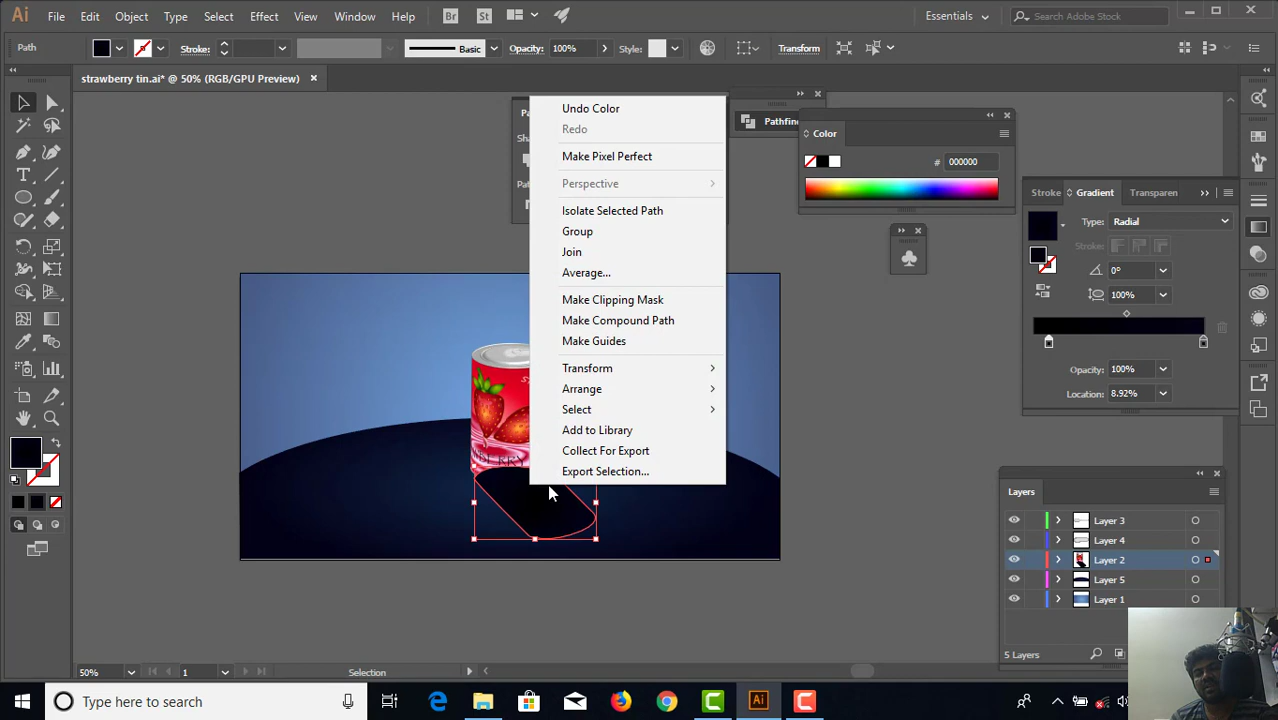 Ai File Edit Object Type Select Effect View Window Help Br St Essentials Search Adobe Stock
Path Stroke: Basic Opacity: 100% Style: Transform
strawberry tin.ai* @ 50% (RGB/GPU Preview)
Undo Color
Redo
Make Pixel Perfect
Perspective
Isolate Selected Path
Group
Join
Average...
Make Clipping Mask
Make Compound Path
Make Guides
Transform
Arrange
Select
Add to Library
Collect For Export
Export Selection...
Pathfin
Color
# 000000
Stroke Gradient Transparen
Type: Radial
Stroke:
0°
100%
Opacity: 100%
Location: 8.92%
Layers
Layer 3
Layer 4
Layer 2
Layer 5
Layer 1
5 Layers
50% 1 Selection
Type here to search
Ai